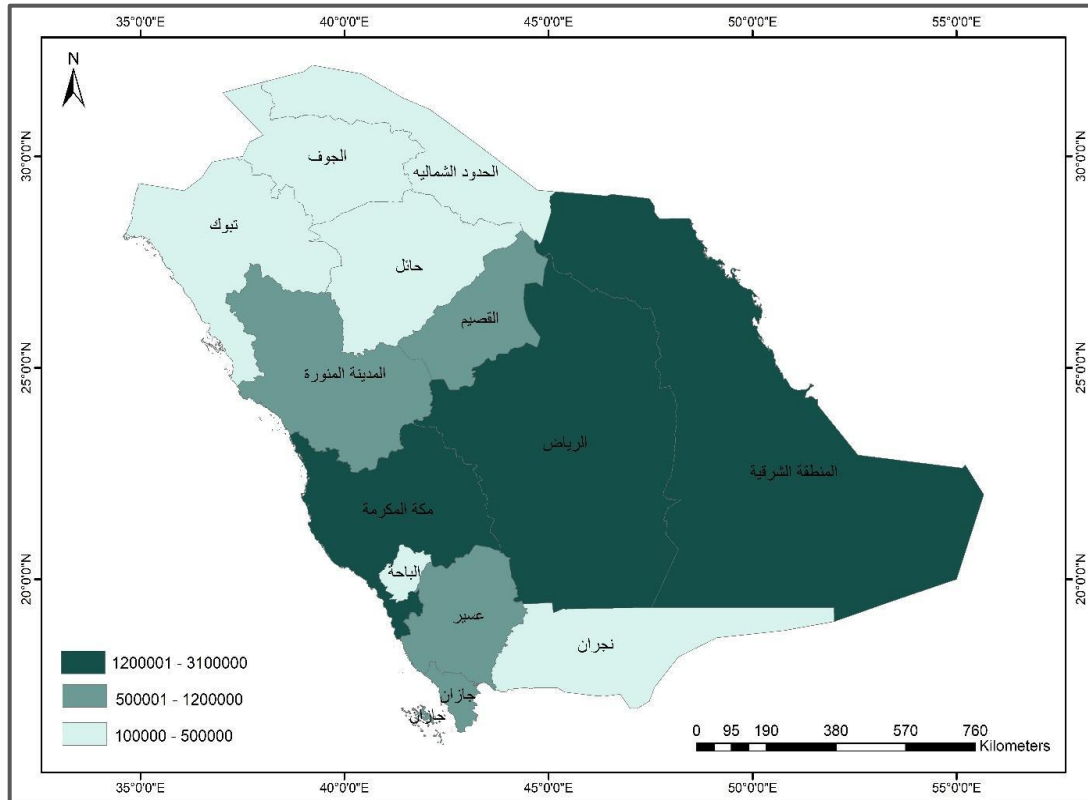 35°0'0"E 40°0'0"E 45°0'0"E 50°0'0"E 55°0'0"E
N
30°0'0"N 30°0'0"N
الجوف
الحدود الشماليه
تبوك
حائل
القصيم
25°0'0"N 25°0'0"N
المدينة المنورة
الرياض
المنطقة الشرقية
مكة المكرمة
20°0'0"N 20°0'0"N
الباحة
عسير
نجران
جازان
جازان
1200001 - 3100000
500001 - 1200000
100000 - 500000
0 95 190 380 570 760
Kilometers
35°0'0"E 40°0'0"E 45°0'0"E 50°0'0"E 55°0'0"E